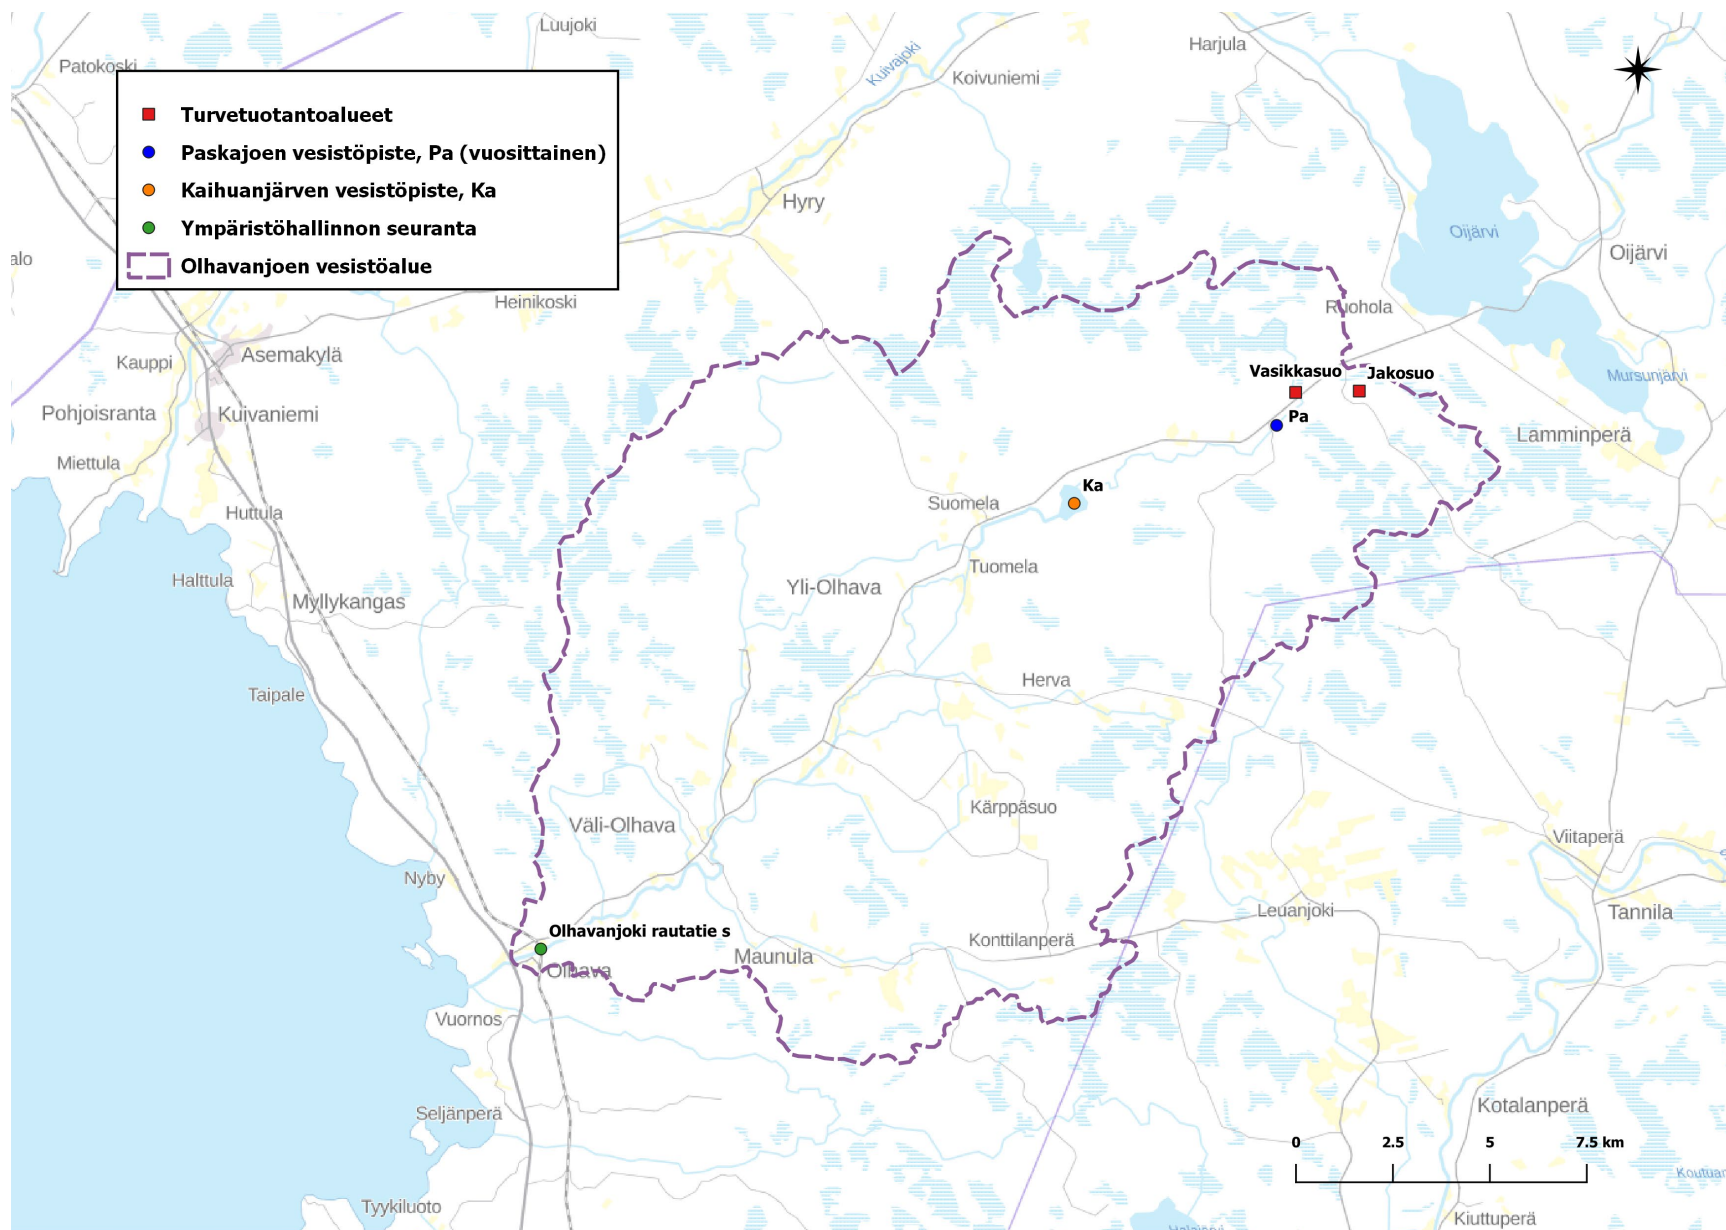 Luujoki
Harjula
Patokoski
Kuivajoki
Koivuniemi
Turvetuotantoalueet
Paskajoen vesistöpiste, Pa (vuosittainen)
Kaihuanjärven vesistöpiste, Ka
Ympäristöhallinnon seuranta
Olhavanjoen vesistöalue
Hyry
Oijärvi
Oijärvi
alo
Heinikoski
Ruohola
Asemakylä
Kauppi
Vasikkasuo
Jakosuo
Mursunjärvi
Pohjoisranta
Kuivaniemi
Pa
Lamminperä
Miettula
Ka
Suomela
Huttula
Tuomela
Halttula
Yli-Olhava
Myllykangas
Herva
Taipale
Kärppäsuo
Väli-Olhava
Viitaperä
Nyby
Leuanjoki
Tannila
Olhavanjoki rautatie s
Konttilanperä
Maunula
Olhava
Vuornos
Seljänperä
Kotalanperä
0 2.5 5 7.5 km
Tyykiluoto
Kiuttuperä